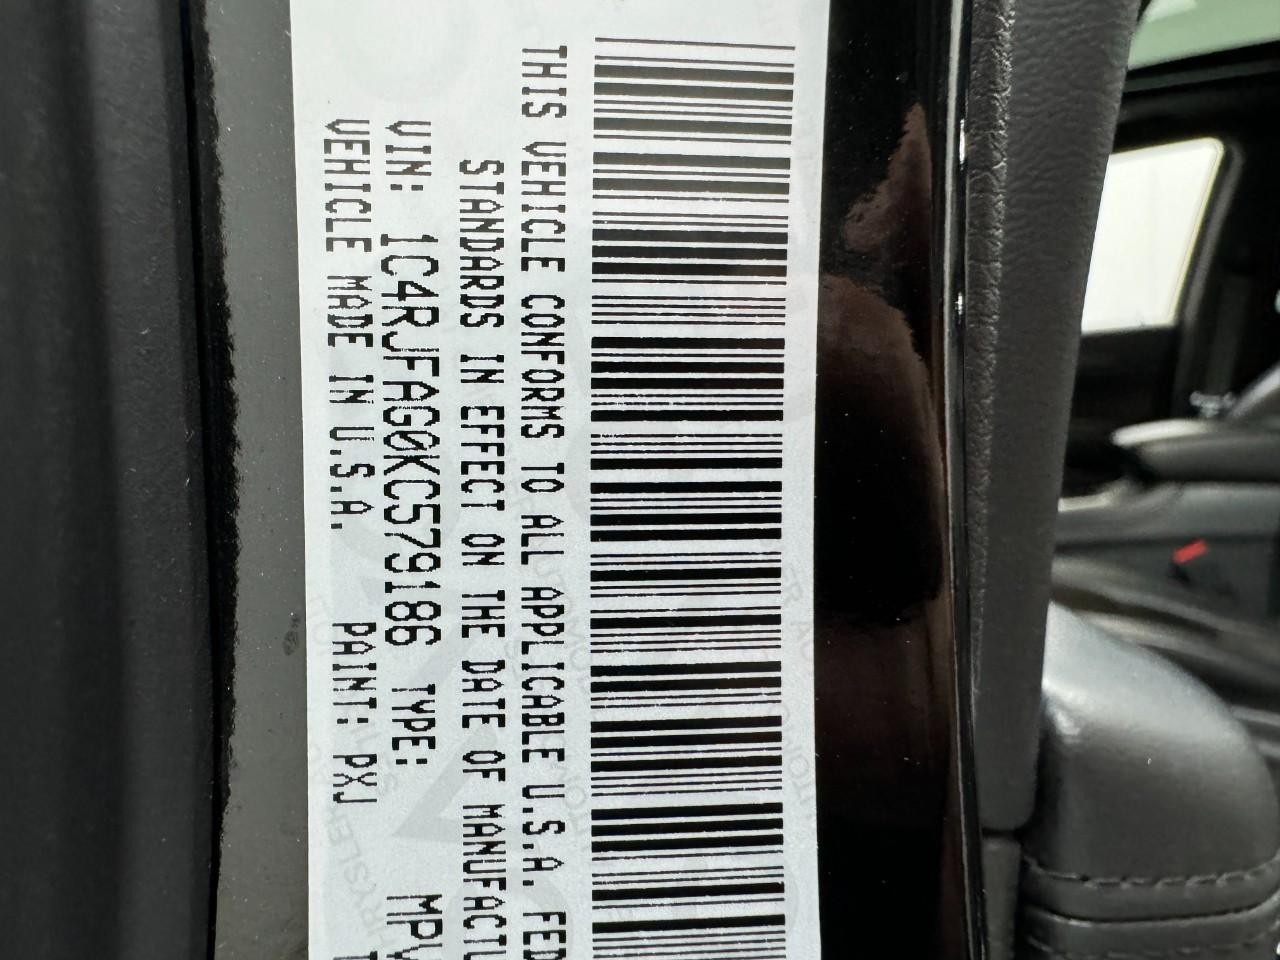 THIS VEHICLE CONFORMS TO ALL APPLICABLE U.S.A. FED
STANDARDS IN EFFECT ON THE DATE OF MANUFACTU
VIN: 1C4RJFAG0KC579186 TYPE: MPV
VEHICLE MADE IN U.S.A. PAINT: PXJ